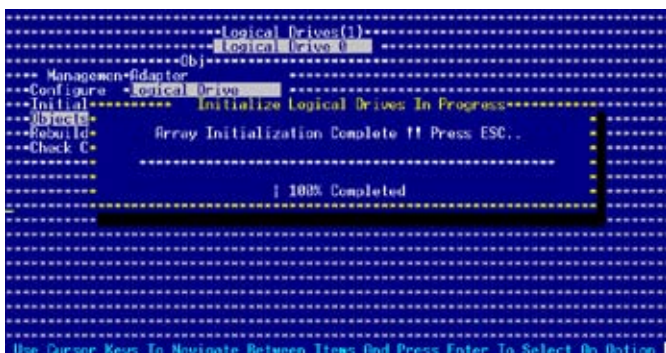 Logical Drives(1)
Logical Drive 0
Obj
Managemen Adapter
Configure Logical Drive
Initial Initialize Logical Drives In Progress
Objects
Rebuild Array Initialization Complete !! Press ESC..
Check C
100% Completed
Use Cursor Keys To Navigate Between Items And Press Enter To Select An Option